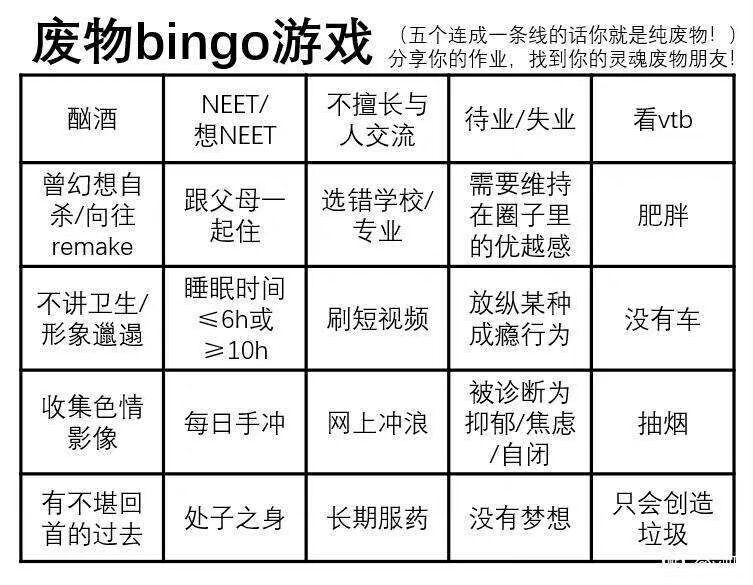 废物bingo游戏
（五个连成一条线的话你就是纯废物！）
分享你的作业，找到你的灵魂废物朋友！
酗酒
NEET/
想NEET
不擅长与
人交流
待业/失业
看vtb
曾幻想自
杀/向往
remake
跟父母一
起住
选错学校/
专业
需要维持
在圈子里
的优越感
肥胖
不讲卫生/
形象邋遢
睡眠时间
≤6h或
≥10h
刷短视频
放纵某种
成瘾行为
没有车
收集色情
影像
每日手冲
网上冲浪
被诊断为
抑郁/焦虑
/自闭
抽烟
有不堪回
首的过去
处子之身
长期服药
没有梦想
只会创造
垃圾